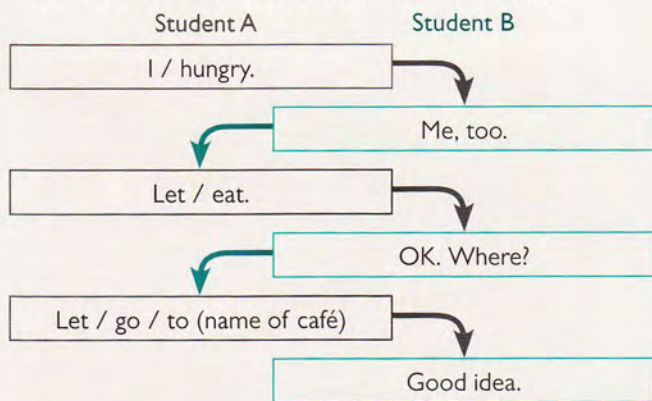 Student A Student B
I / hungry.
Me, too.
Let / eat.
OK. Where?
Let / go / to (name of café)
Good idea.